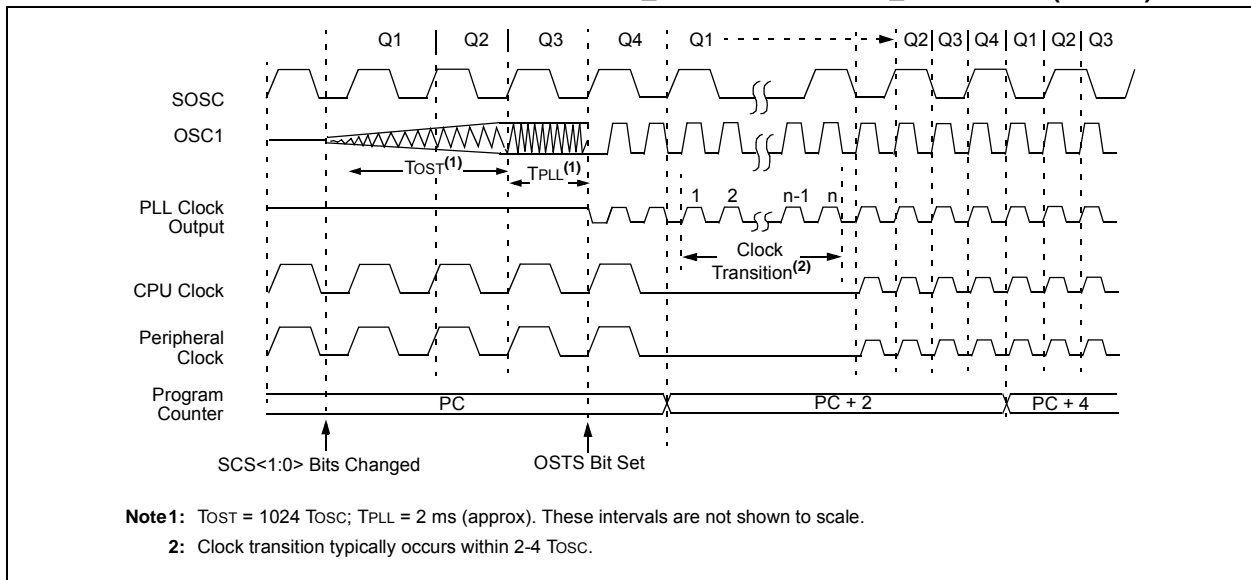 Q1 Q2 Q3 Q4 Q1 Q2 Q3 Q4 Q1 Q2 Q3
SOSC
OSC1
TOST(1) TPLL(1)
1 2 n-1 n
PLL Clock
Output
Clock
Transition(2)
CPU Clock
Peripheral
Clock
Program
Counter
PC PC + 2 PC + 4
SCS<1:0> Bits Changed OSTS Bit Set
Note1: TOST = 1024 TOSC; TPLL = 2 ms (approx). These intervals are not shown to scale.
2: Clock transition typically occurs within 2-4 TOSC.